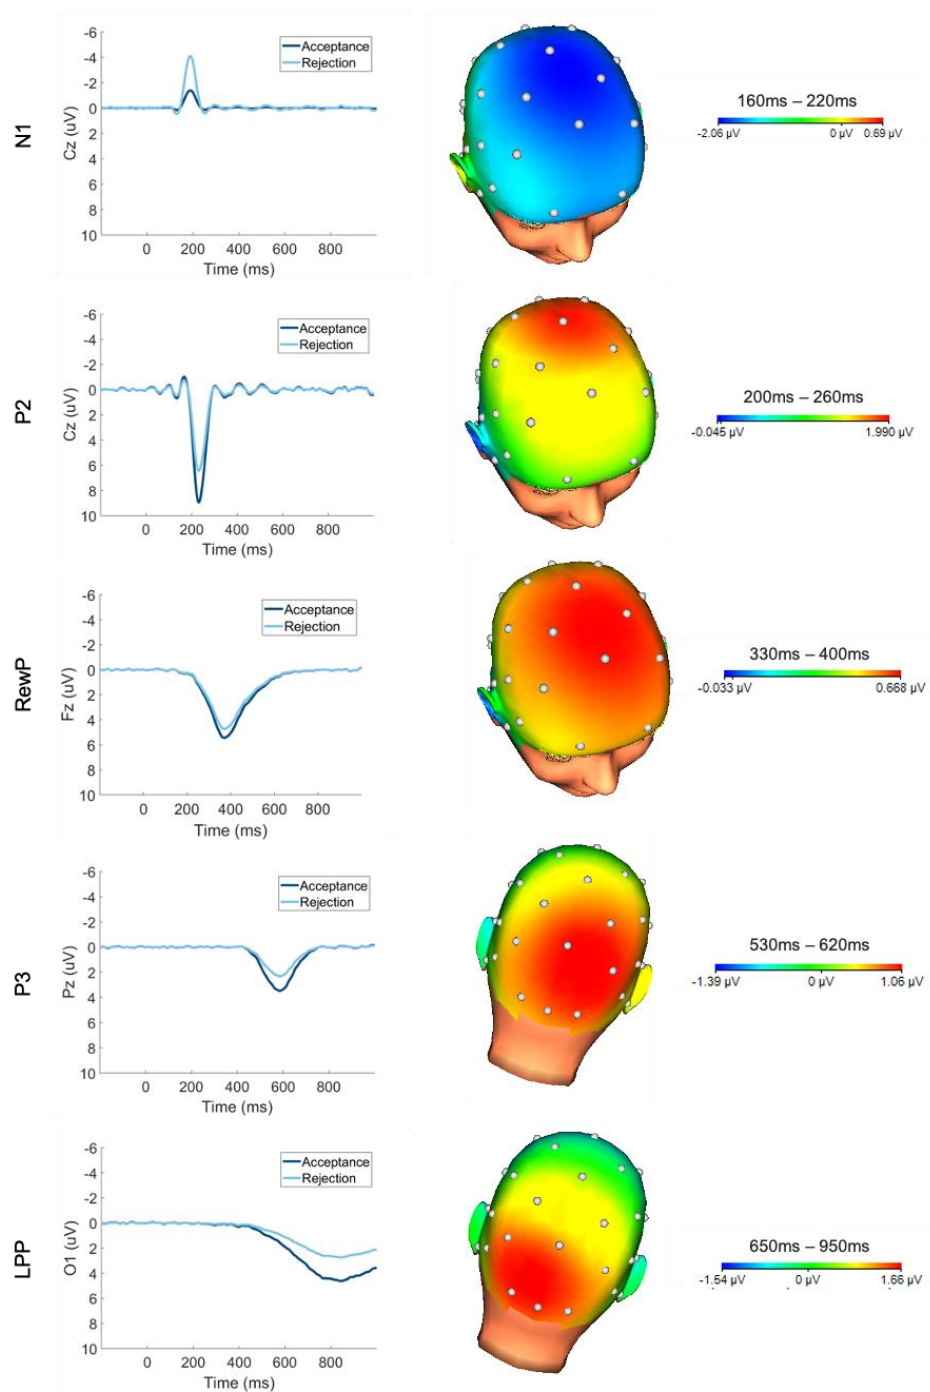 N1
Cz (uV)
-6
-4
-2
0
2
4
6
8
10
Acceptance
Rejection
0 200 400 600 800
Time (ms)
160ms – 220ms
-2.06 µV 0 µV 0.69 µV
P2
Cz (uV)
-6
-4
-2
0
2
4
6
8
10
Acceptance
Rejection
0 200 400 600 800
Time (ms)
200ms – 260ms
-0.045 µV 1.990 µV
RewP
Fz (uV)
-6
-4
-2
0
2
4
6
8
10
Acceptance
Rejection
0 200 400 600 800
Time (ms)
330ms – 400ms
-0.033 µV 0.668 µV
P3
Pz (uV)
-6
-4
-2
0
2
4
6
8
10
Acceptance
Rejection
0 200 400 600 800
Time (ms)
530ms – 620ms
-1.39 µV 0 µV 1.06 µV
LPP
O1 (uV)
-6
-4
-2
0
2
4
6
8
10
Acceptance
Rejection
0 200 400 600 800
Time (ms)
650ms – 950ms
-1.54 µV 0 µV 1.66 µV